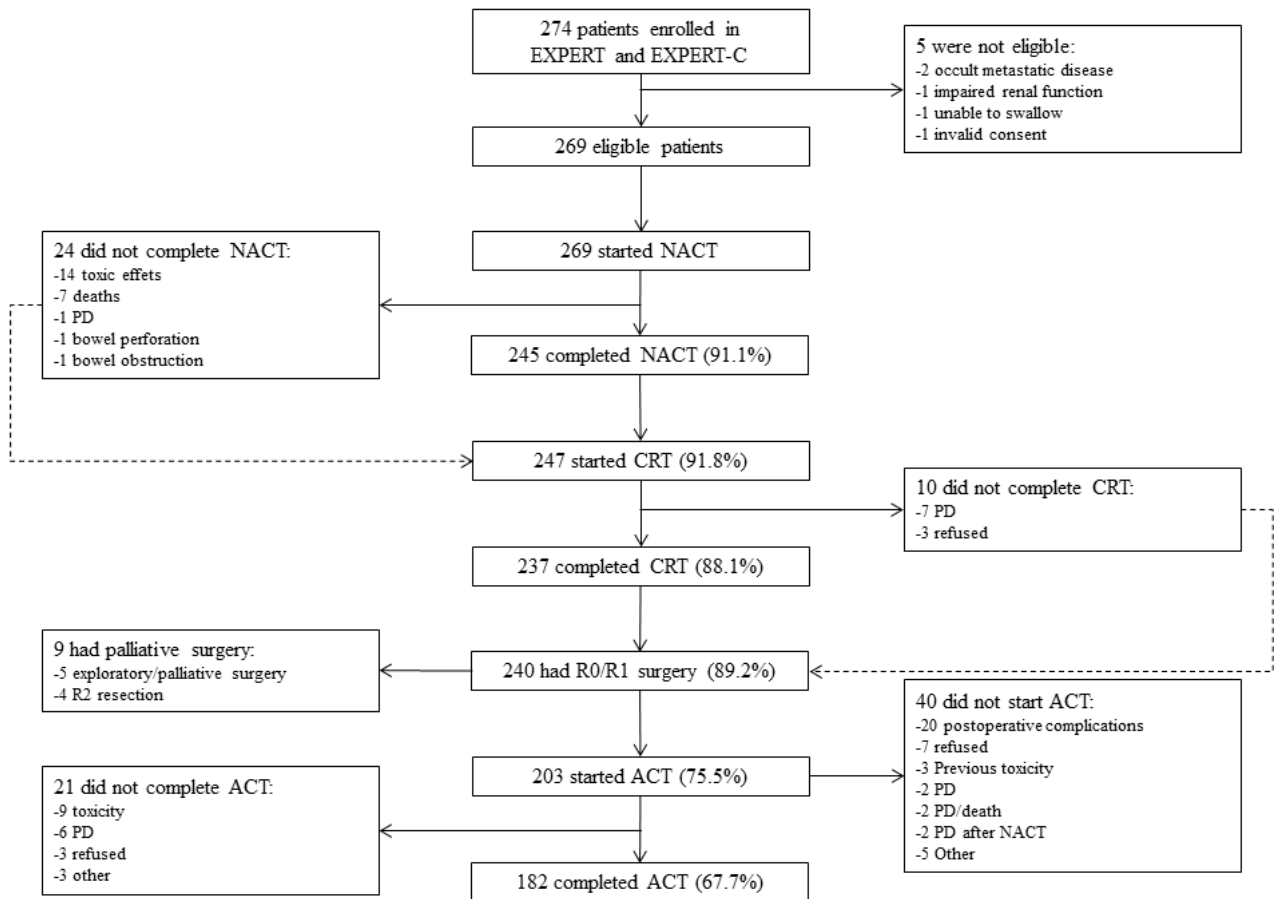 274 patients enrolled in
EXPERT and EXPERT-C
5 were not eligible:
-2 occult metastatic disease
-1 impaired renal function
-1 unable to swallow
-1 invalid consent
269 eligible patients
24 did not complete NACT:
-14 toxic effets
-7 deaths
-1 PD
-1 bowel perforation
-1 bowel obstruction
269 started NACT
245 completed NACT (91.1%)
247 started CRT (91.8%)
10 did not complete CRT:
-7 PD
-3 refused
237 completed CRT (88.1%)
9 had palliative surgery:
-5 exploratory/palliative surgery
-4 R2 resection
240 had R0/R1 surgery (89.2%)
40 did not start ACT:
-20 postoperative complications
-7 refused
-3 Previous toxicity
-2 PD
-2 PD/death
-2 PD after NACT
-5 Other
203 started ACT (75.5%)
21 did not complete ACT:
-9 toxicity
-6 PD
-3 refused
-3 other
182 completed ACT (67.7%)